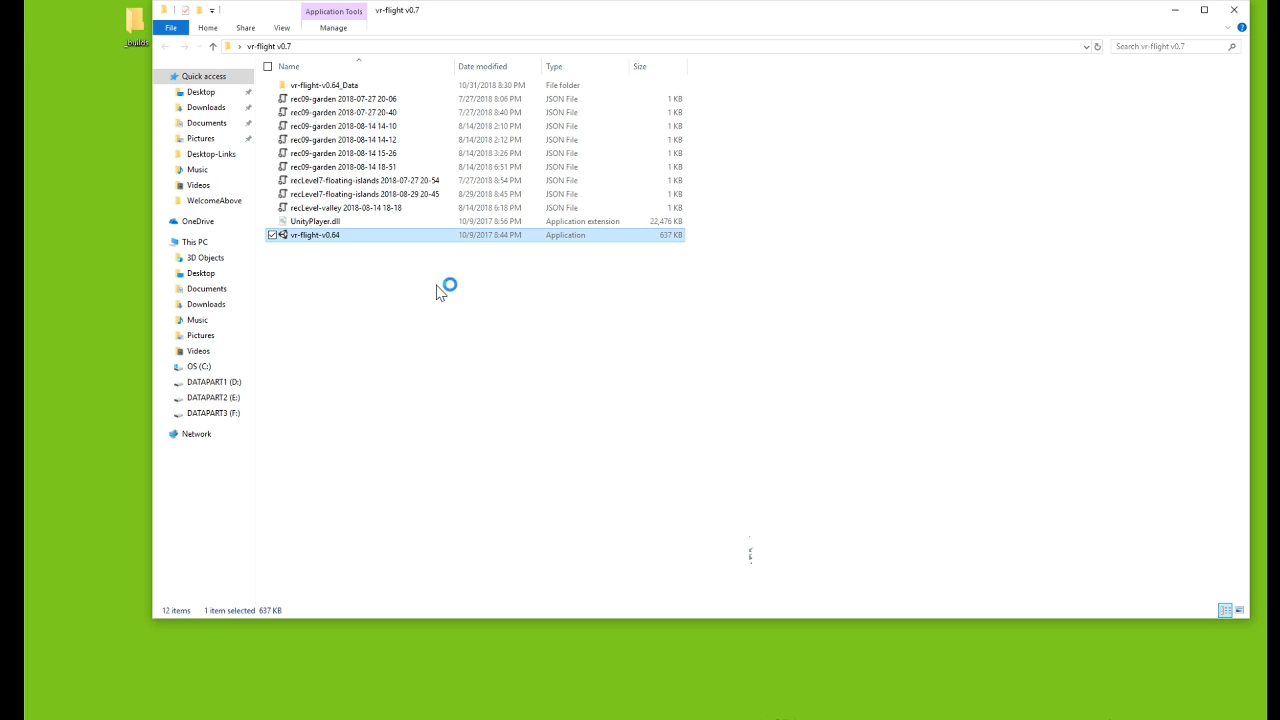 _builds
Application Tools
vr-flight v0.7
File
Home
Share
View
Manage
vr-flight v0.7
Search vr-flight v0.7
Name
Date modified
Type
Size
vr-flight-v0.64_Data 10/31/2018 8:30 PM File folder
rec09-garden 2018-07-27 20-06 7/27/2018 8:06 PM JSON File 1 KB
rec09-garden 2018-07-27 20-40 7/27/2018 8:40 PM JSON File 1 KB
rec09-garden 2018-08-14 14-10 8/14/2018 2:10 PM JSON File 1 KB
rec09-garden 2018-08-14 14-12 8/14/2018 2:12 PM JSON File 1 KB
rec09-garden 2018-08-14 15-26 8/14/2018 3:26 PM JSON File 1 KB
rec09-garden 2018-08-14 18-51 8/14/2018 6:51 PM JSON File 1 KB
recLevel7-floating-islands 2018-07-27 20-54 7/27/2018 8:54 PM JSON File 1 KB
recLevel7-floating-islands 2018-08-29 20-45 8/29/2018 8:45 PM JSON File 1 KB
recLevel-valley 2018-08-14 18-18 8/14/2018 6:18 PM JSON File 1 KB
UnityPlayer.dll 10/9/2017 8:56 PM Application extension 22,476 KB
vr-flight-v0.64 10/9/2017 8:44 PM Application 637 KB
Quick access
Desktop
Downloads
Documents
Pictures
Desktop-Links
Music
Videos
WelcomeAbove
OneDrive
This PC
3D Objects
Desktop
Documents
Downloads
Music
Pictures
Videos
OS (C:)
DATAPART1 (D:)
DATAPART2 (E:)
DATAPART3 (F:)
Network
12 items
1 item selected 637 KB